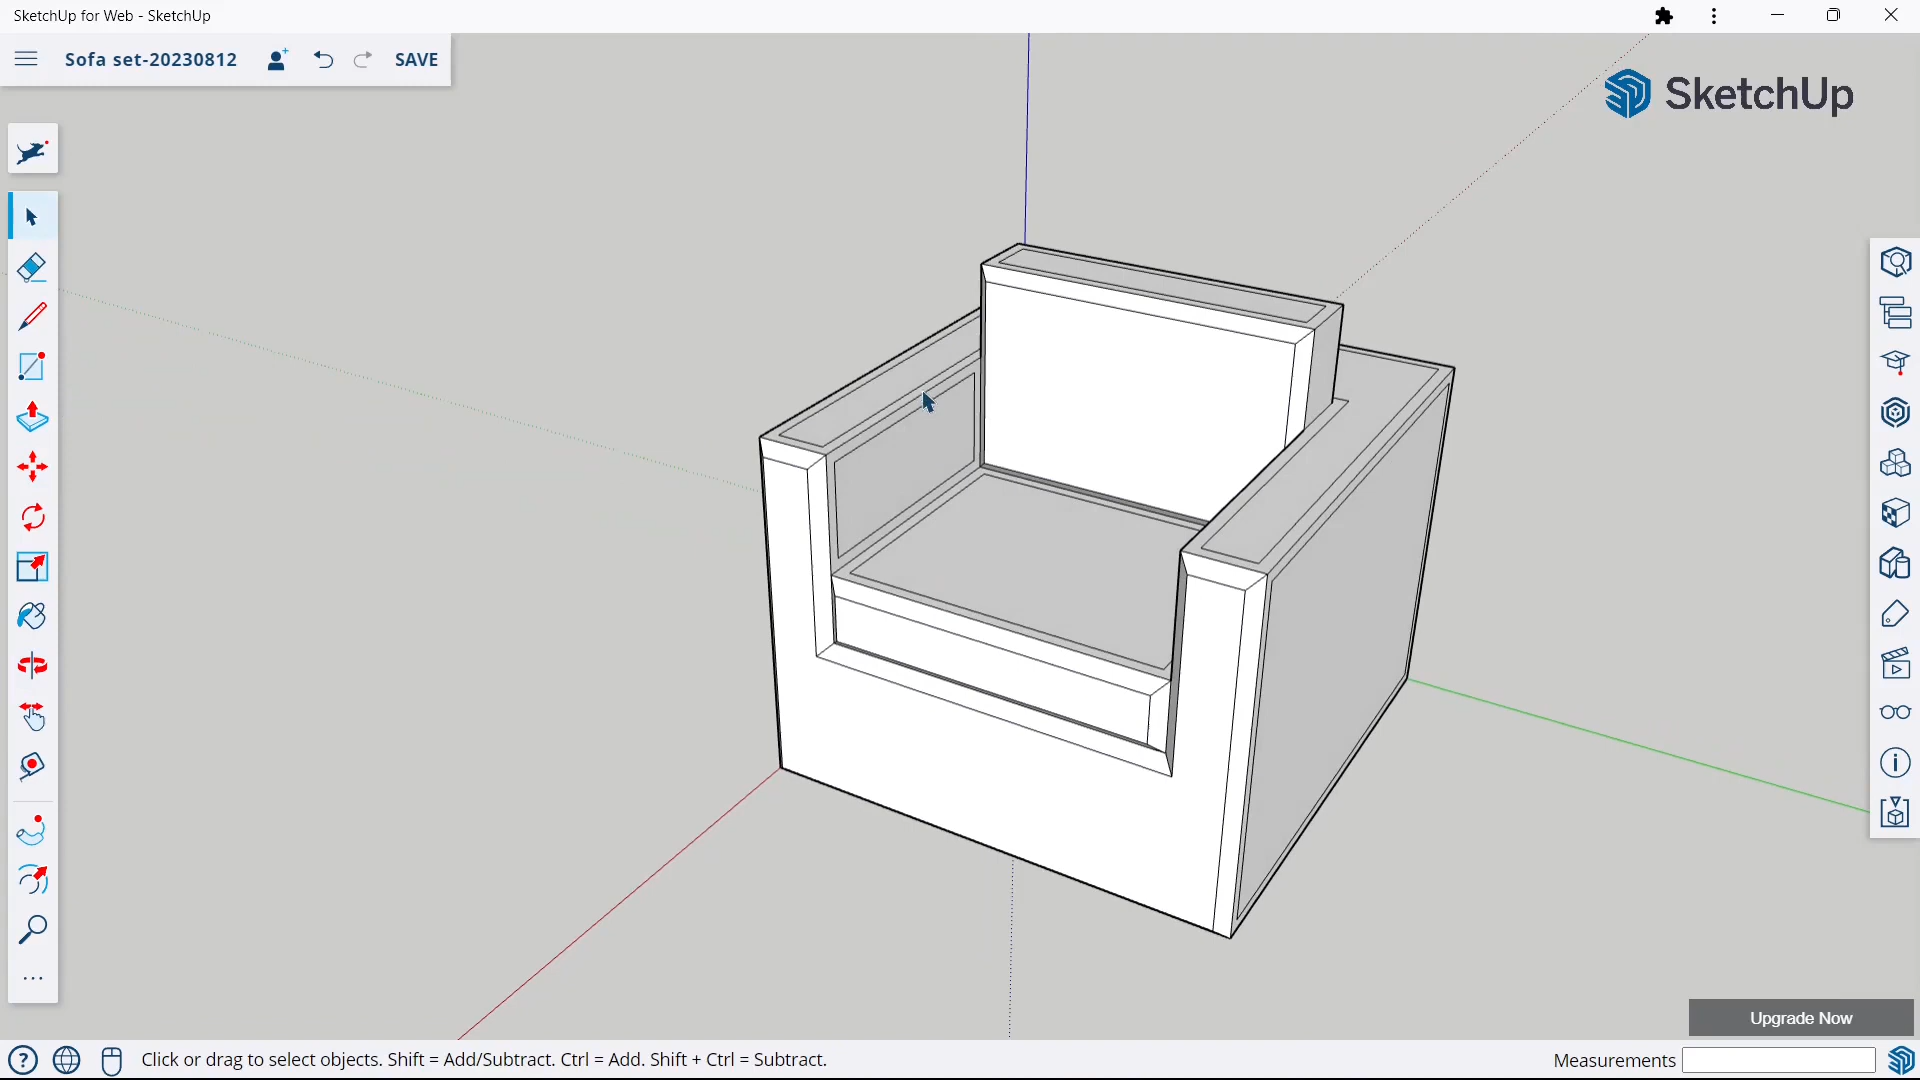 SketchUp for Web - SketchUp
Sofa set-20230812
SAVE
SketchUp
Upgrade Now
Click or drag to select objects. Shift = Add/Subtract. Ctrl = Add. Shift + Ctrl = Subtract.
Measurements